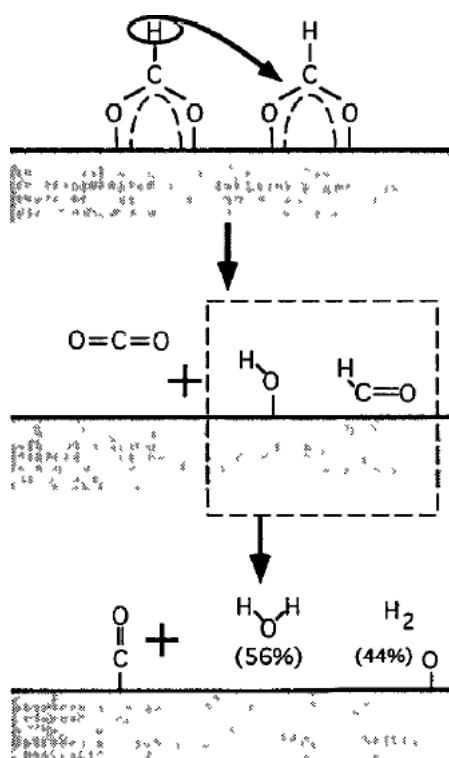 H H
C C
O O O O
O=C=O + H O H C=O
O
C + H O H H2
(56%) (44%) O